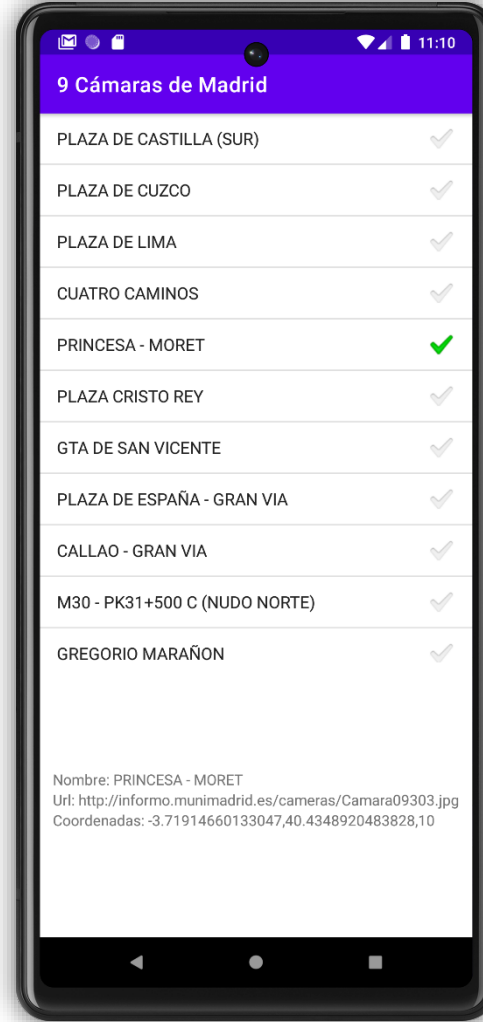 11:10
9 Cámaras de Madrid
PLAZA DE CASTILLA (SUR)
PLAZA DE CUZCO
PLAZA DE LIMA
CUATRO CAMINOS
PRINCESA - MORET
PLAZA CRISTO REY
GTA DE SAN VICENTE
PLAZA DE ESPAÑA - GRAN VIA
CALLAO - GRAN VIA
M30 - PK31+500 C (NUDO NORTE)
GREGORIO MARAÑON
Nombre: PRINCESA - MORET
Url: http://informo.munimadrid.es/cameras/Camara09303.jpg
Coordenadas: -3.71914660133047,40.4348920483828,10